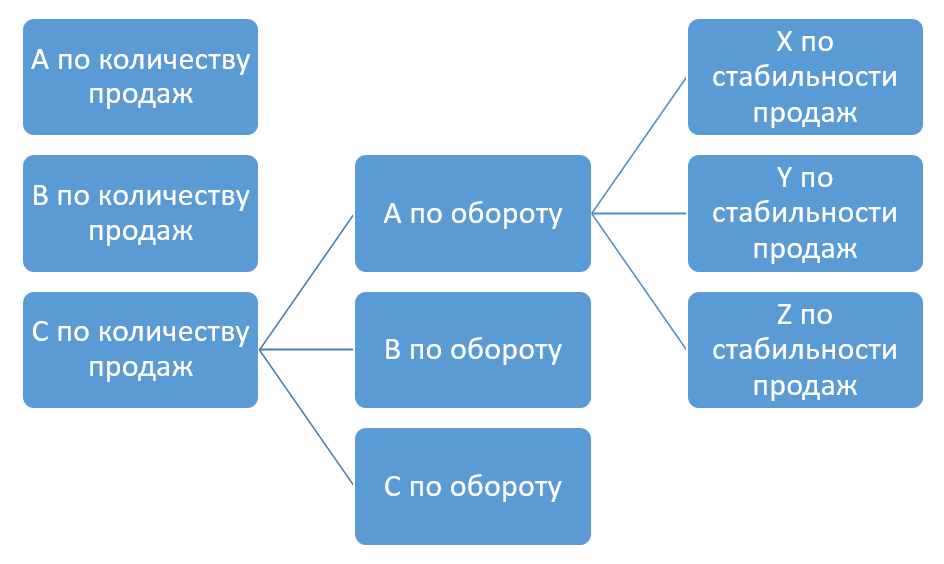 А по количеству
продаж
В по количеству
продаж
С по количеству
продаж
А по обороту
В по обороту
С по обороту
X по
стабильности
продаж
Y по
стабильности
продаж
Z по
стабильности
продаж